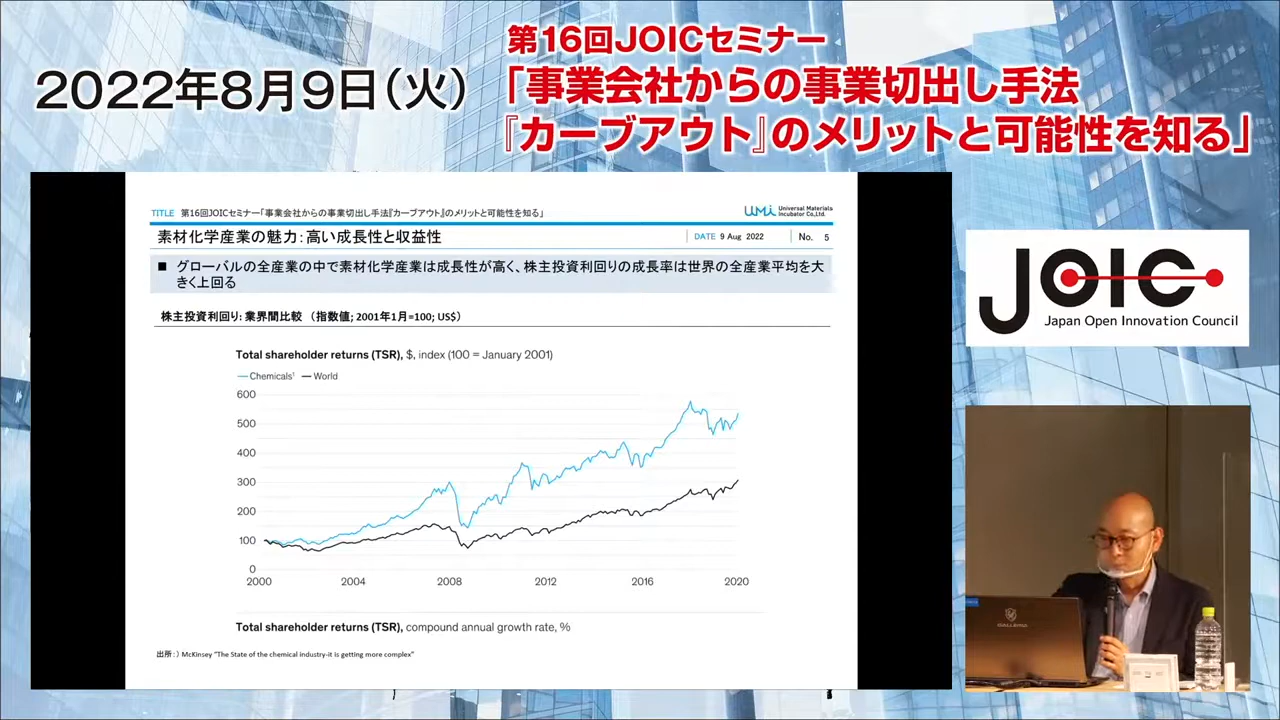 2022年8月9日(火)
第16回JOICセミナー
「事業会社からの事業切出し手法
『カーブアウト』のメリットと可能性を知る」
TITLE 第16回JOICセミナー「事業会社からの事業切出し手法『カーブアウト』のメリットと可能性を知る」
UMI Universal Materials
Incubator Co,Ltd.
素材化学産業の魅力：高い成長性と収益性
DATE 9 Aug 2022
No. 5
■ グローバルの全産業の中で素材化学産業は成長性が高く、株主投資利回りの成長率は世界の全産業平均を大
きく上回る
株主投資利回り: 業界間比較 （指数値; 2001年1月=100; US$）
Total shareholder returns (TSR), $, index (100 = January 2001)
Chemicals¹ World
600
500
400
300
200
100
0
2000 2004 2008 2012 2016 2020
Total shareholder returns (TSR), compound annual growth rate, %
出所：） McKinsey "The State of the chemical industry-it is getting more complex"
JOIC
Japan Open Innovation Council